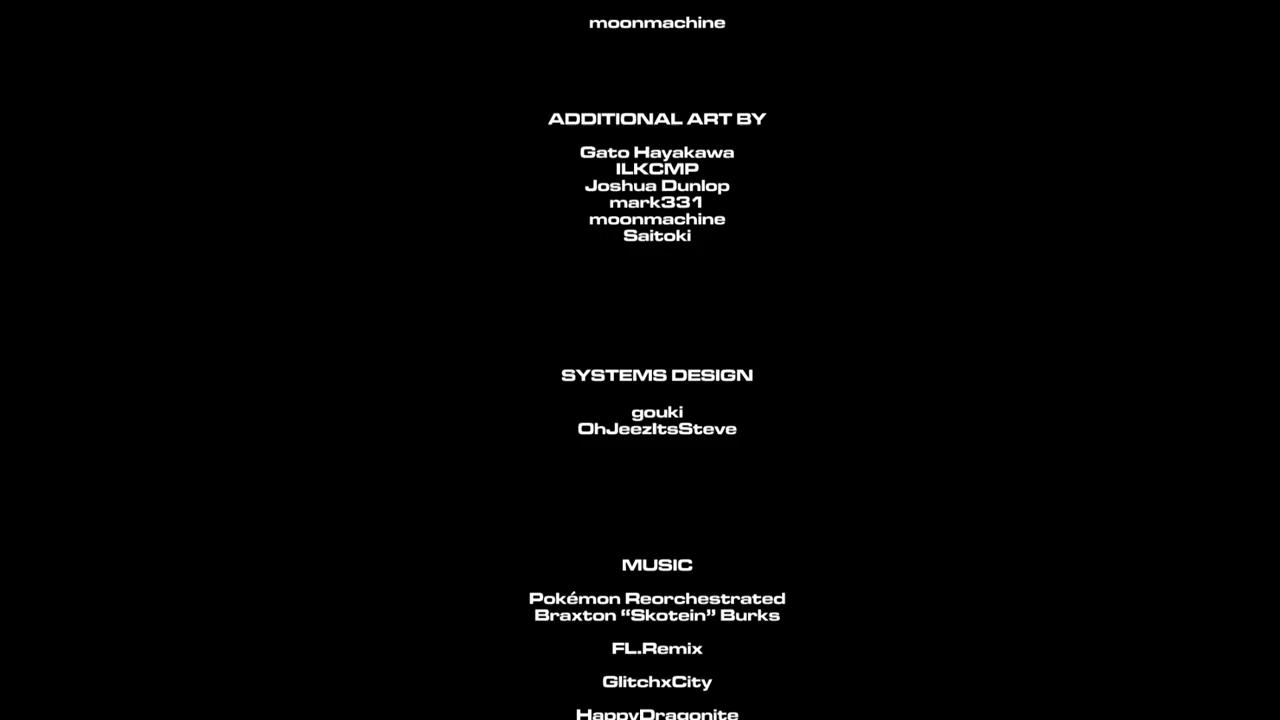 moonmachine
ADDITIONAL ART BY
Gato Hayakawa
ILKCMP
Joshua Dunlop
mark331
moonmachine
Saitoki
SYSTEMS DESIGN
gouki
OhJeezItsSteve
MUSIC
Pokémon Reorchestrated
Braxton “Skotein” Burks
FL.Remix
GlitchxCity
HappyDragonite